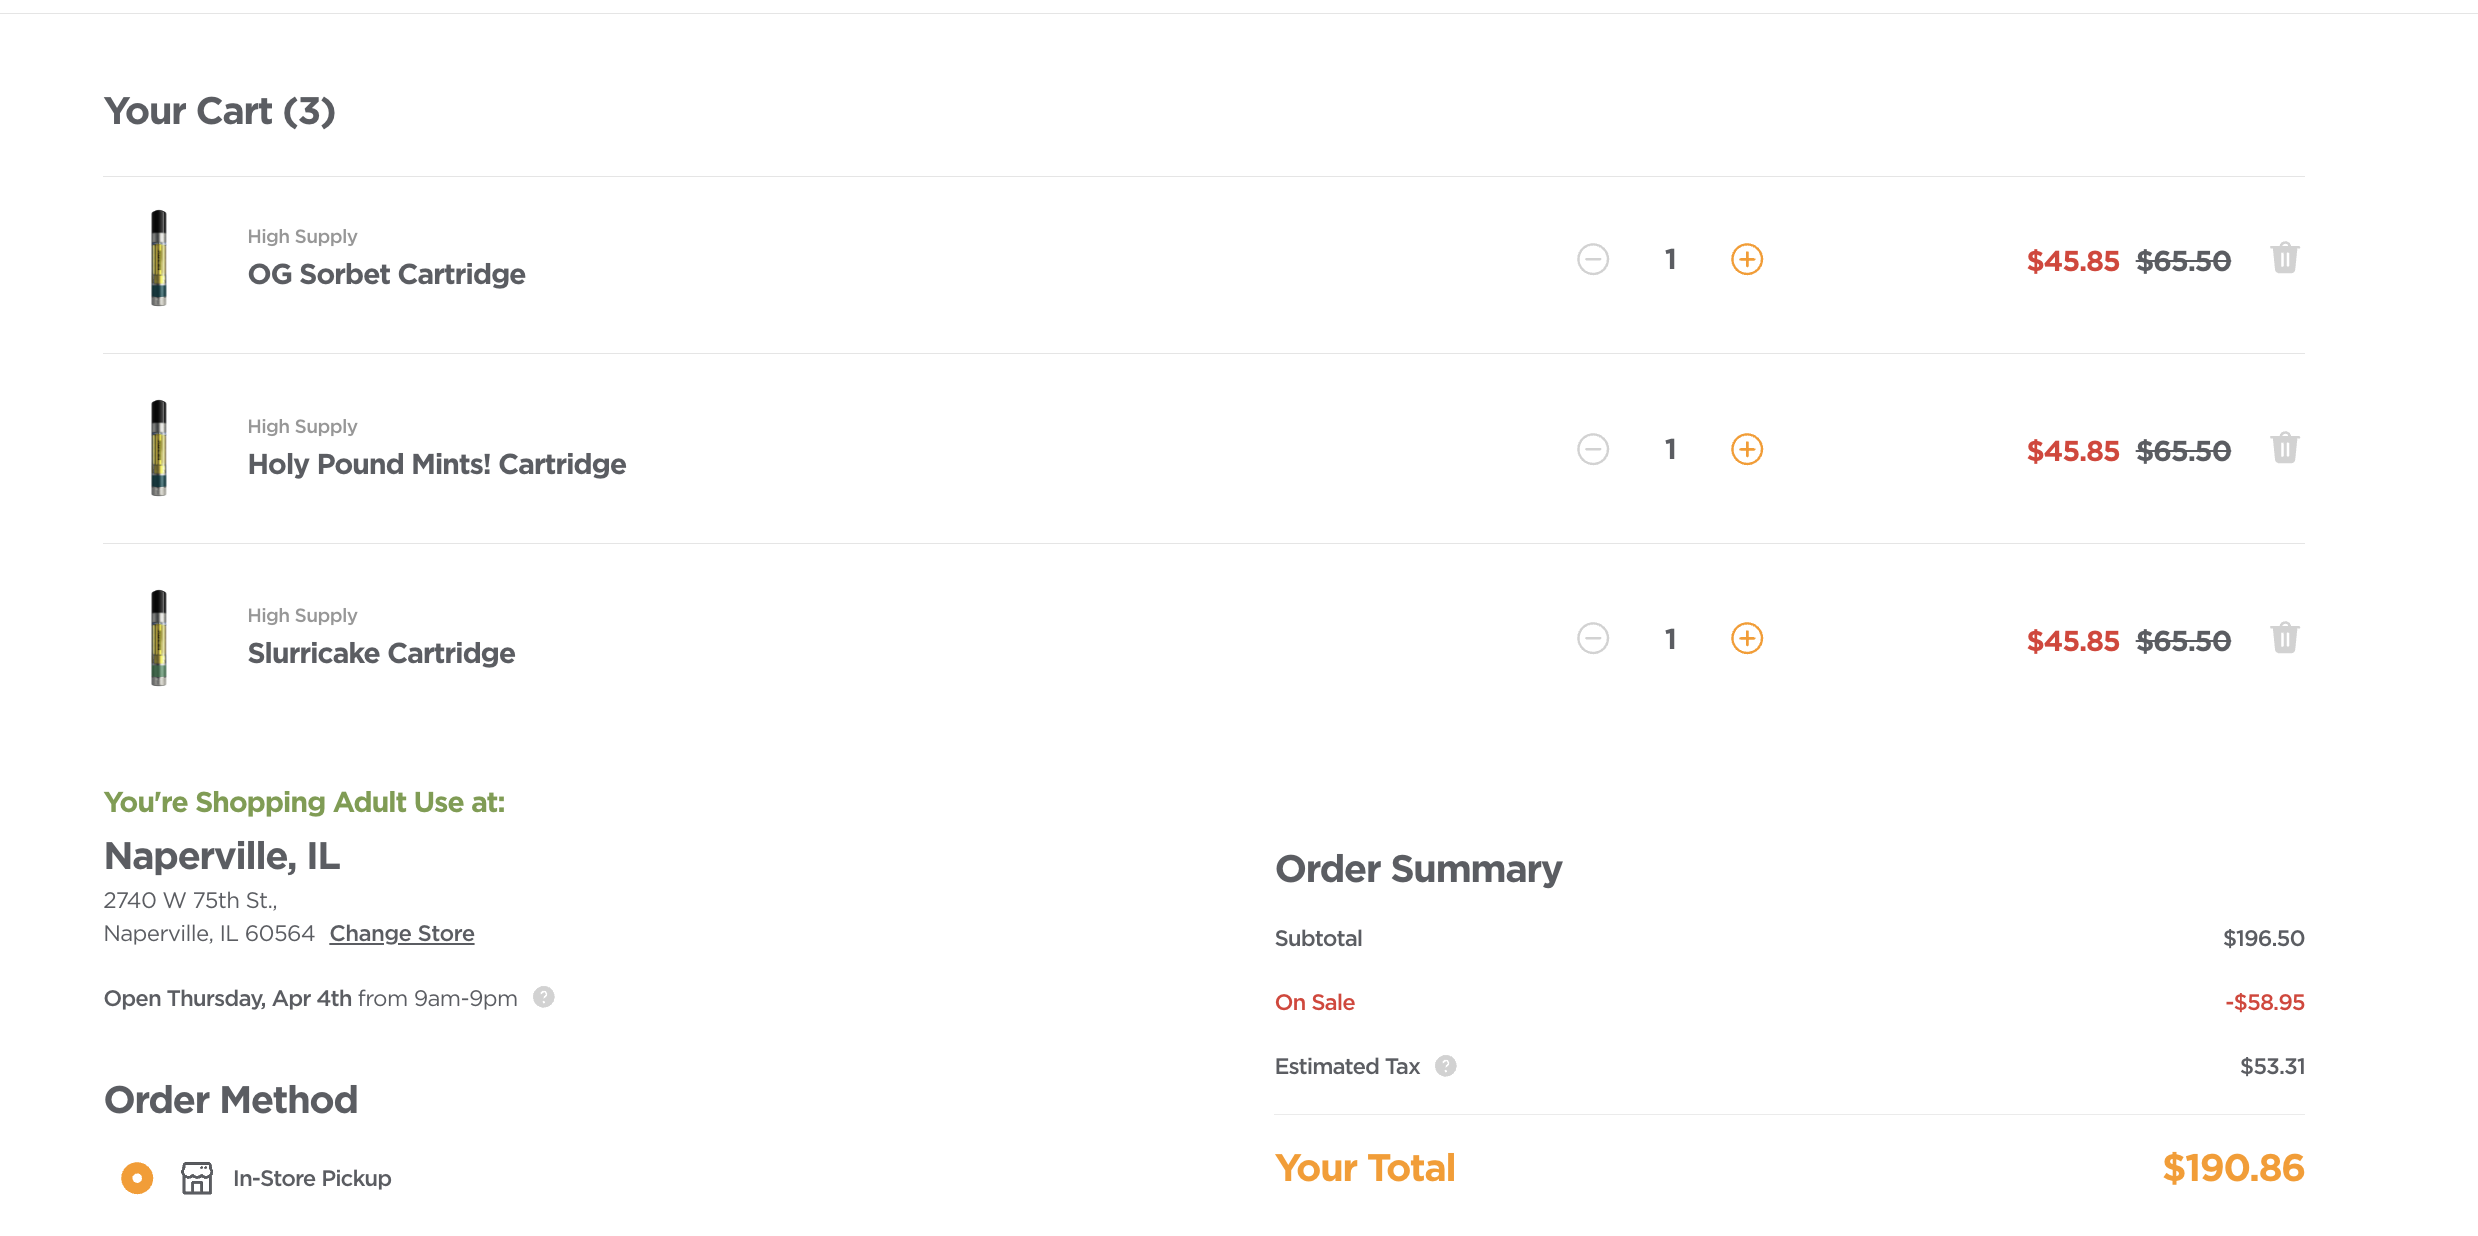 Your Cart (3)
High Supply
OG Sorbet Cartridge
1
$45.85 $65.50
High Supply
Holy Pound Mints! Cartridge
1
$45.85 $65.50
High Supply
Slurricake Cartridge
1
$45.85 $65.50
You're Shopping Adult Use at:
Naperville, IL
2740 W 75th St.,
Naperville, IL 60564 Change Store
Open Thursday, Apr 4th from 9am-9pm ?
Order Method
In-Store Pickup
Order Summary
Subtotal $196.50
On Sale -$58.95
Estimated Tax ? $53.31
Your Total $190.86